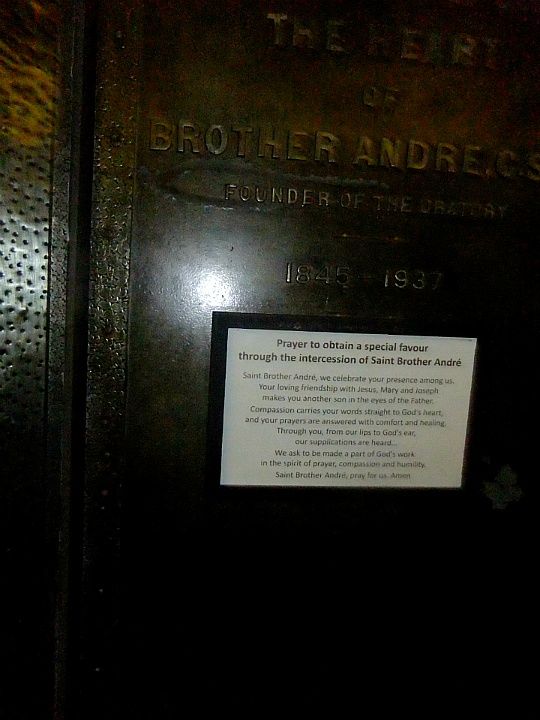 THE HEART
OF
BROTHER ANDRE, C.S
FOUNDER OF THE ORATORY
1845 - 1937
Prayer to obtain a special favour
through the intercession of Saint Brother André
Saint Brother André, we celebrate your presence among us.
Your loving friendship with Jesus, Mary and Joseph
makes you another son in the eyes of the Father.
Compassion carries your words straight to God's heart,
and your prayers are answered with comfort and healing.
Through you, from our lips to God's ear,
our supplications are heard...
We ask to be made a part of God's work
in the spirit of prayer, compassion and humility.
Saint Brother André, pray for us. Amen